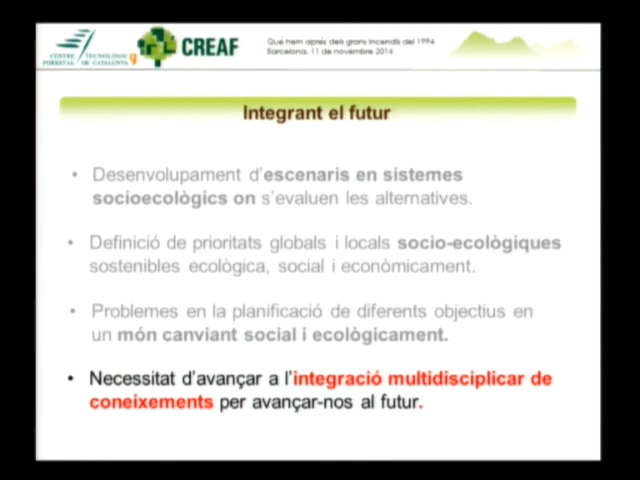 CENTRE TECNOLÒGIC
FORESTAL DE CATALUNYA
CREAF
Què hem après dels grans incendis del 1994
Barcelona, 11 de novembre 2014
Integrant el futur
• Desenvolupament d'escenaris en sistemes
socioecològics on s'evaluen les alternatives.
• Definició de prioritats globals i locals socio-ecològiques
sostenibles ecològica, social i econòmicament.
• Problemes en la planificació de diferents objectius en
un món canviant social i ecològicament.
• Necessitat d'avançar a l'integració multidisciplicar de
coneixements per avançar-nos al futur.